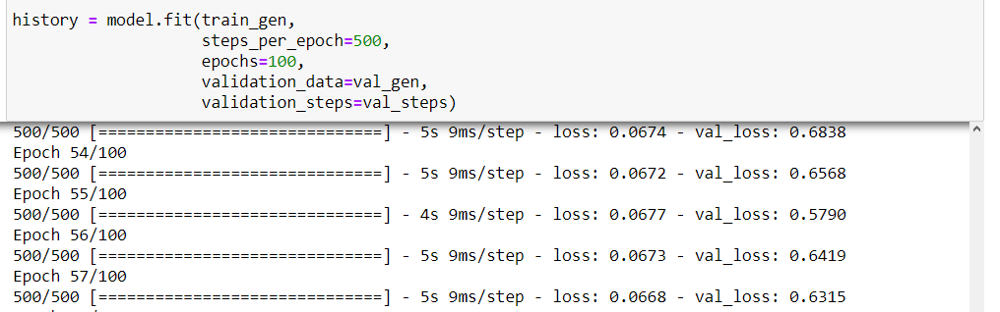 history = model.fit(train_gen,
steps_per_epoch=500,
epochs=100,
validation_data=val_gen,
validation_steps=val_steps)
500/500 [==============================] - 5s 9ms/step - loss: 0.0674 - val_loss: 0.6838
Epoch 54/100
500/500 [==============================] - 5s 9ms/step - loss: 0.0672 - val_loss: 0.6568
Epoch 55/100
500/500 [==============================] - 4s 9ms/step - loss: 0.0677 - val_loss: 0.5790
Epoch 56/100
500/500 [==============================] - 5s 9ms/step - loss: 0.0673 - val_loss: 0.6419
Epoch 57/100
500/500 [==============================] - 5s 9ms/step - loss: 0.0668 - val_loss: 0.6315